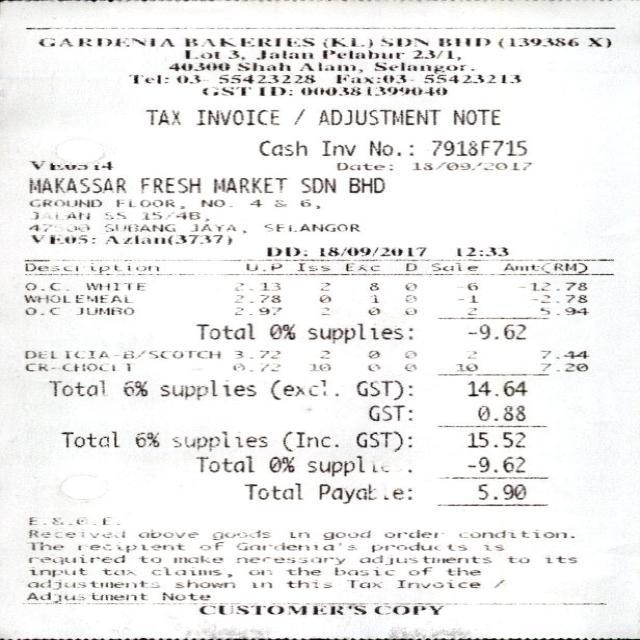 GARDENIA BAKERIES (KL) SDN BHD (139386 X)
Lot 3, Jalan Pelabur 23/1,
40300 Shah Alam, Selangor.
Tel: 03- 55423228 Fax:03- 55423213
GST ID: 000381399040
TAX INVOICE / ADJUSTMENT NOTE
Cash Inv No.: 7918F715
VE0514 Date: 18/09/2017
MAKASSAR FRESH MARKET SDN BHD
GROUND FLOOR, NO. 4 & 6,
JALAN SS 15/4B,
47500 SUBANG JAYA, SELANGOR
VE05: Azlan(3737)
DD: 18/09/2017 12:33
Description U.P Iss Exc D Sale Amt(RM)
O.C. WHITE 2.13 2 8 0 -6 -12.78
WHOLEMEAL 2.78 0 1 0 -1 -2.78
O.C JUMBO 2.97 2 0 0 2 5.94
Total 0% supplies: -9.62
DELICIA-B/SCOTCH 3.72 2 0 0 2 7.44
CR-CHOCLT 0.72 10 0 0 10 7.20
Total 6% supplies (excl. GST): 14.64
GST: 0.88
Total 6% supplies (Inc. GST): 15.52
Total 0% supplies: -9.62
Total Payable: 5.90
E.&.O.E.
Received above goods in good order condition.
The recipient of Gardenia's products is
required to make necessary adjustments to its
input tax claims, on the basic of the
adjustments shown in this Tax Invoice /
Adjustment Note
CUSTOMER'S COPY